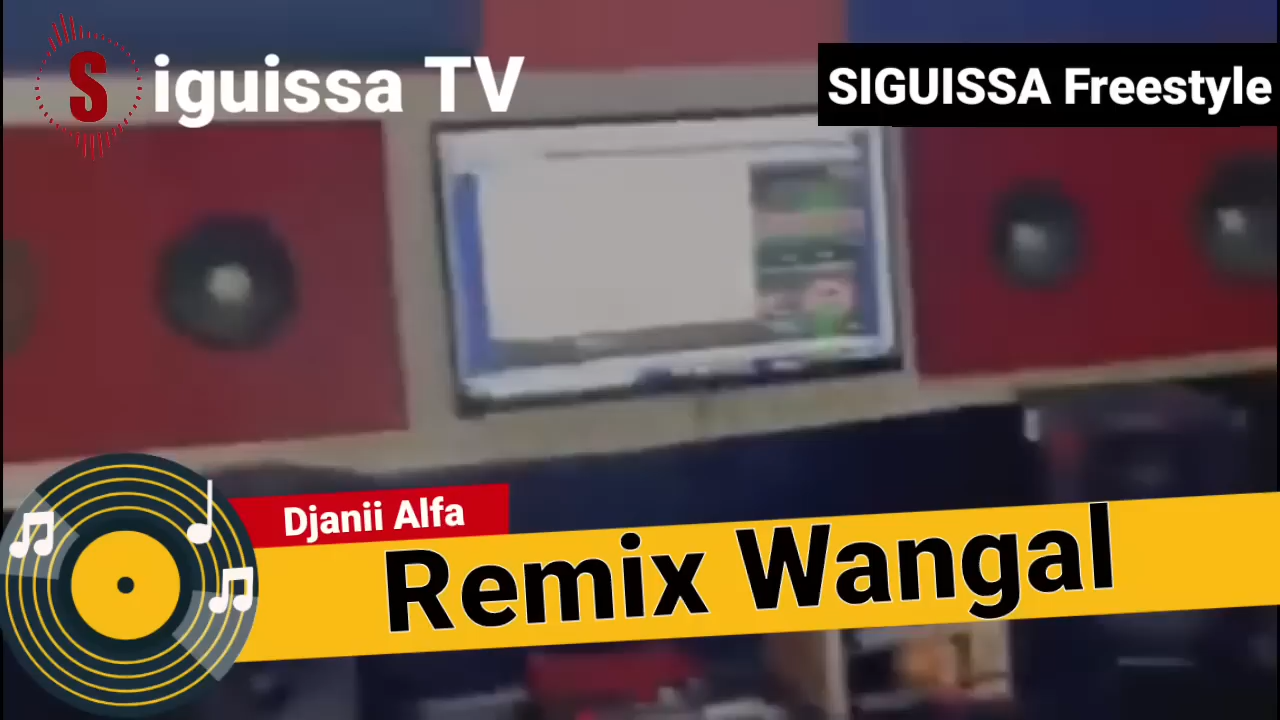 Siguissa TV
SIGUISSA Freestyle
Djanii Alfa
Remix Wangal